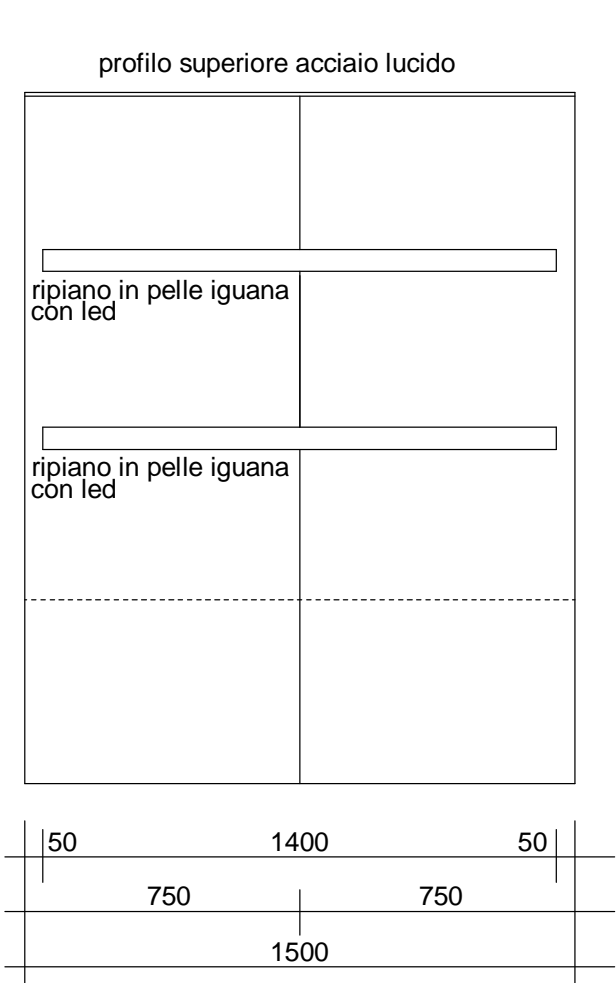 profilo superiore acciaio lucido
ripiano in pelle iguana
con led
ripiano in pelle iguana
con led
50 1400 50
750 750
1500